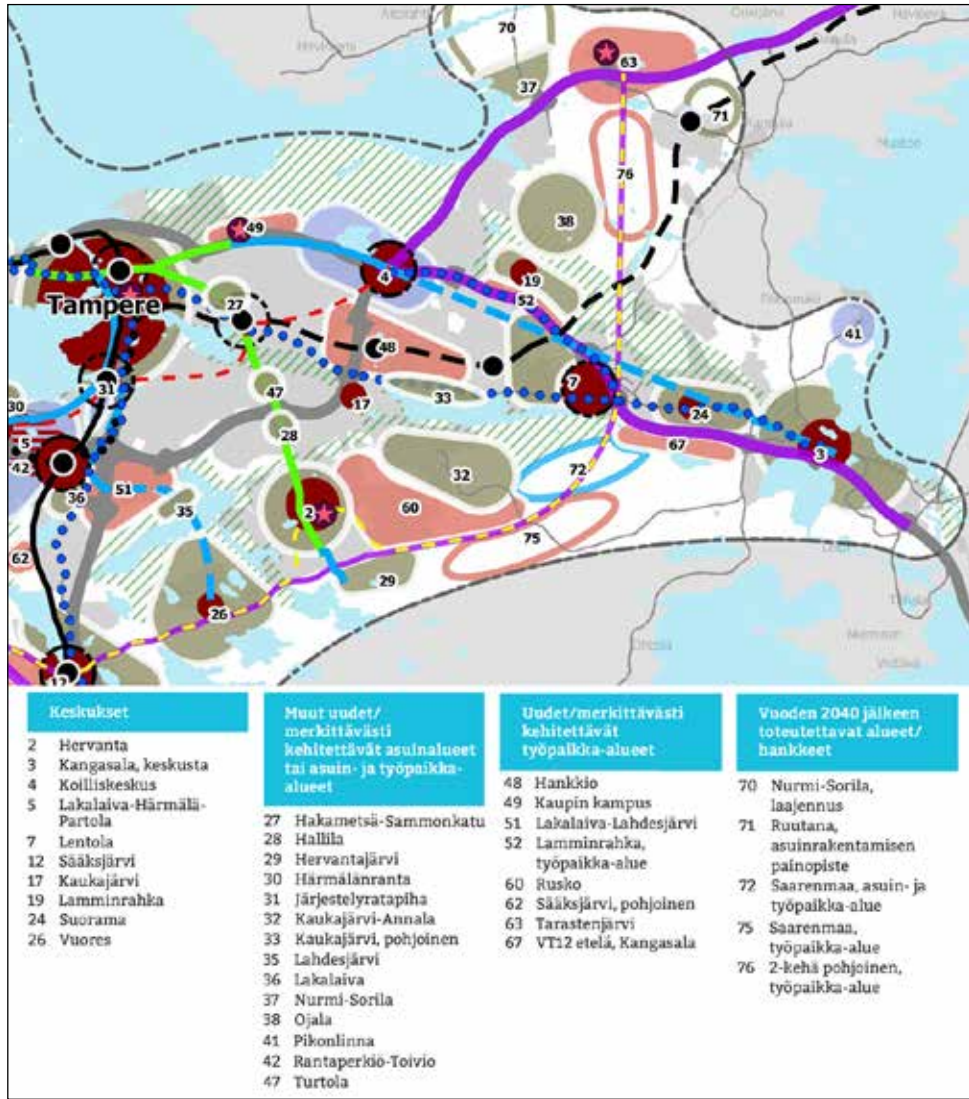 70
63
37
71
76
38
49
4
19
52
27
Tampere
41
48
31
7
47
33
17
24
30
5
67
3
42
28
32
72
51
36
2
60
35
75
62
29
26
12
Keskukset
2 Hervanta
3 Kangasala, keskusta
4 Koilliskeskus
5 Lakalaiva-Härmälä-
Partola
7 Lentola
12 Sääksjärvi
17 Kaukajärvi
19 Lamminrahka
24 Suorama
26 Vuores
Muut uudet/
merkittävästi
kehitettävät asuinalueet
tai asuin- ja työpaikka-
alueet
27 Hakametsä-Sammonkatu
28 Hallila
29 Hervantajärvi
30 Härmälänranta
31 Järjestelyratapiha
32 Kaukajärvi-Annala
33 Kaukajärvi, pohjoinen
35 Lahdesjärvi
36 Lakalaiva
37 Nurmi-Sorila
38 Ojala
41 Pikonlinna
42 Rantaperkiö-Toivio
47 Turtola
Uudet/merkittävästi
kehitettävät
työpaikka-alueet
48 Hankkio
49 Kaupin kampus
51 Lakalaiva-Lahdesjärvi
52 Lamminrahka,
työpaikka-alue
60 Rusko
62 Sääksjärvi, pohjoinen
63 Tarastenjärvi
67 VT12 etelä, Kangasala
Vuoden 2040 jälkeen
toteutettavat alueet/
hankkeet
70 Nurmi-Sorila,
laajennus
71 Ruutana,
asuinrakentamisen
painopiste
72 Saarenmaa, asuin- ja
työpaikka-alue
75 Saarenmaa,
työpaikka-alue
76 2-kehä pohjoinen,
työpaikka-alue